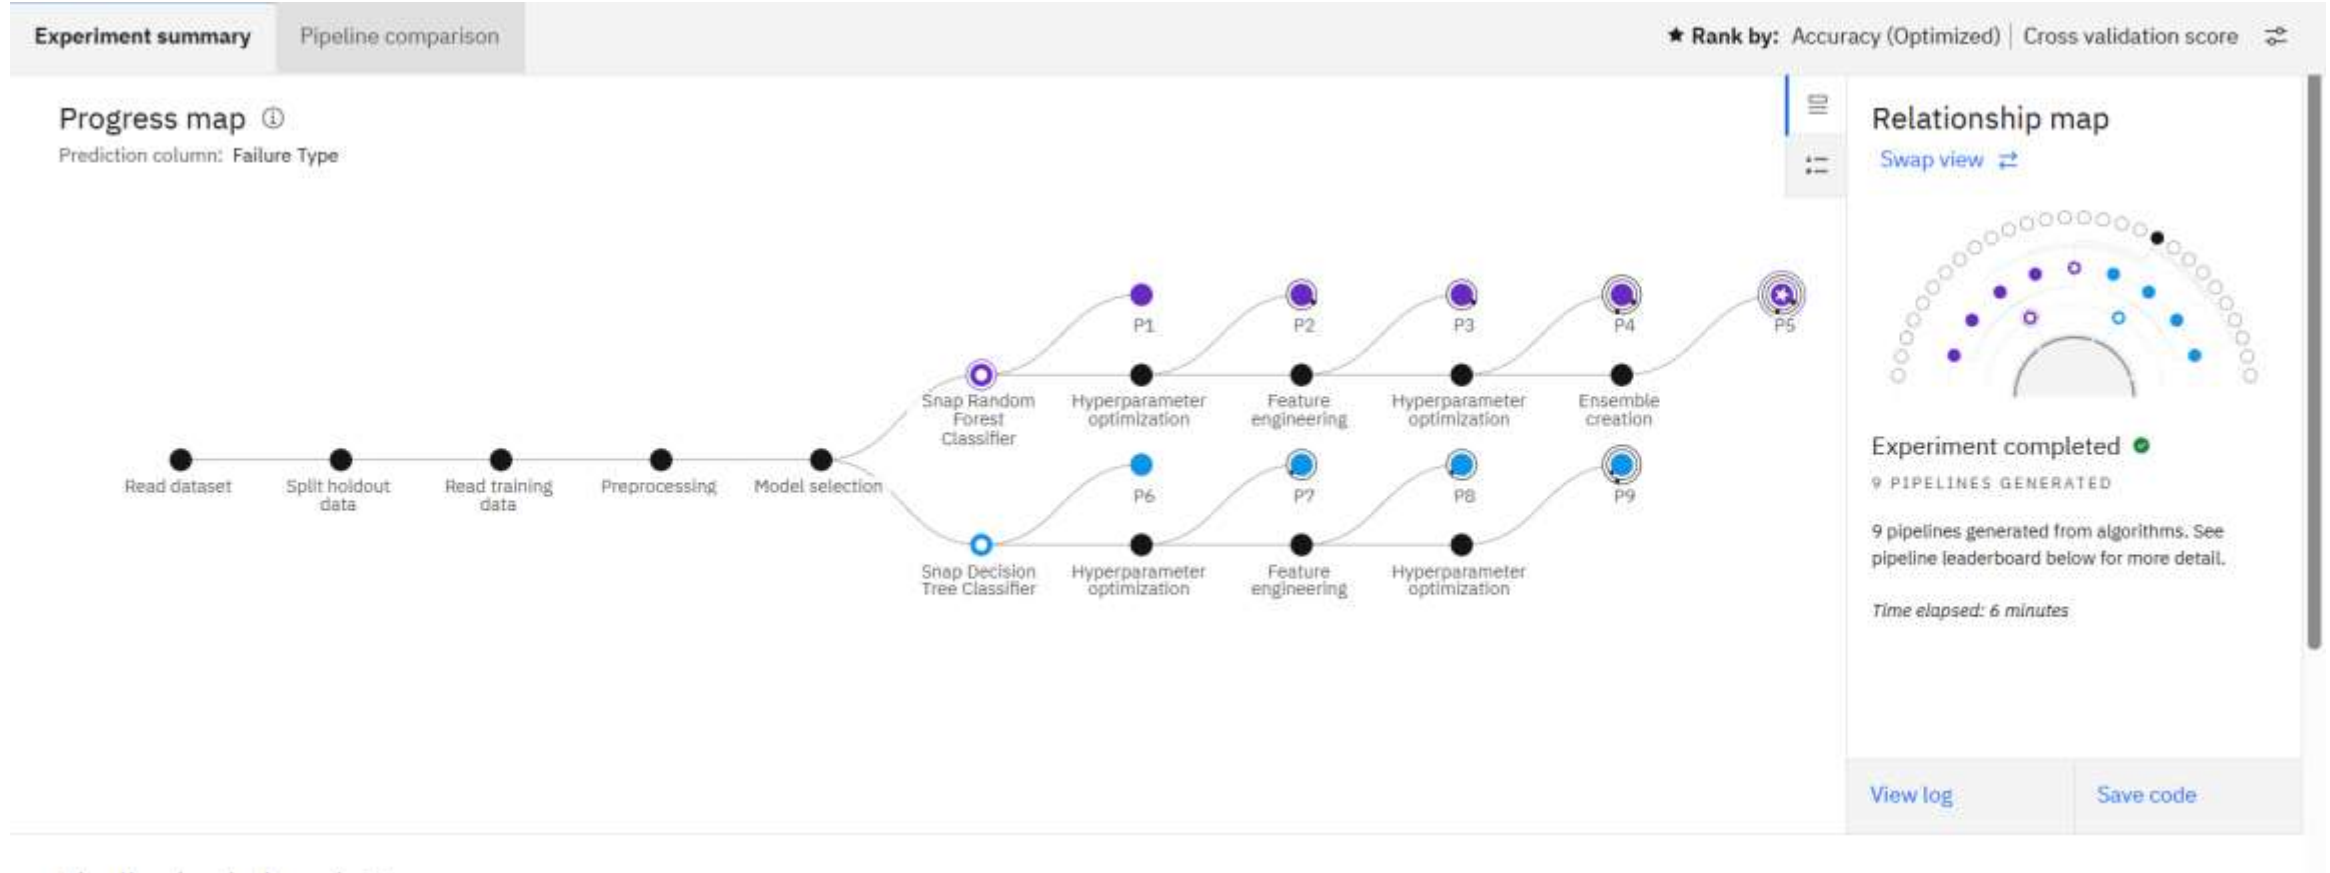 Experiment summary
Pipeline comparison
Rank by: Accuracy (Optimized) | Cross validation score
Progress map
Prediction column: Failure Type
Relationship map
Swap view
P1
P2
P3
P4
P5
Snap Random
Forest
Classifier
Hyperparameter
optimization
Feature
engineering
Hyperparameter
optimization
Ensemble
creation
Read dataset
Split holdout
data
Read training
data
Preprocessing
Model selection
P6
P7
P8
P9
Snap Decision
Tree Classifier
Hyperparameter
optimization
Feature
engineering
Hyperparameter
optimization
Experiment completed
9 PIPELINES GENERATED
9 pipelines generated from algorithms. See
pipeline leaderboard below for more detail.
Time elapsed: 6 minutes
View log
Save code